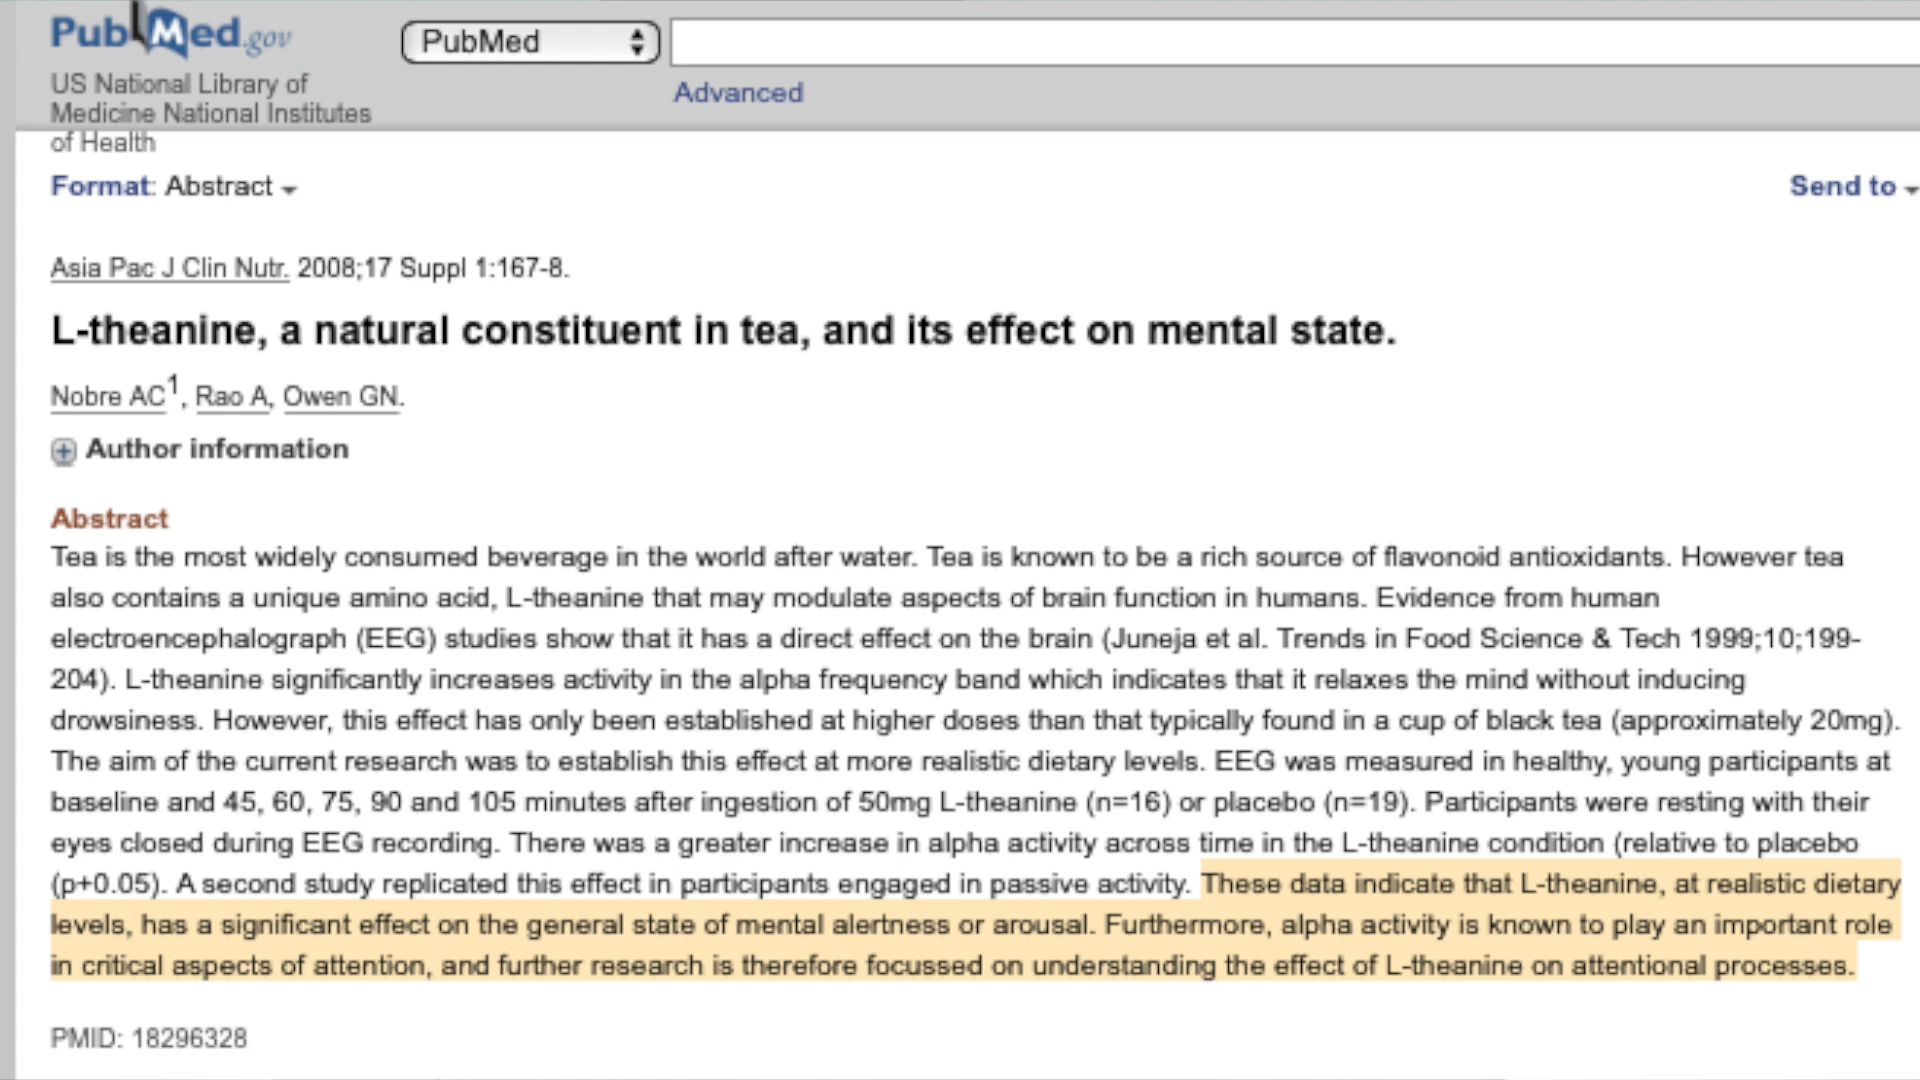 PubMed.gov
US National Library of
Medicine National Institutes
of Health
PubMed
Advanced
Format: Abstract
Send to
Asia Pac J Clin Nutr. 2008;17 Suppl 1:167-8.
L-theanine, a natural constituent in tea, and its effect on mental state.
Nobre AC1, Rao A, Owen GN.
Author information
Abstract
Tea is the most widely consumed beverage in the world after water. Tea is known to be a rich source of flavonoid antioxidants. However tea
also contains a unique amino acid, L-theanine that may modulate aspects of brain function in humans. Evidence from human
electroencephalograph (EEG) studies show that it has a direct effect on the brain (Juneja et al. Trends in Food Science & Tech 1999;10;199-
204). L-theanine significantly increases activity in the alpha frequency band which indicates that it relaxes the mind without inducing
drowsiness. However, this effect has only been established at higher doses than that typically found in a cup of black tea (approximately 20mg).
The aim of the current research was to establish this effect at more realistic dietary levels. EEG was measured in healthy, young participants at
baseline and 45, 60, 75, 90 and 105 minutes after ingestion of 50mg L-theanine (n=16) or placebo (n=19). Participants were resting with their
eyes closed during EEG recording. There was a greater increase in alpha activity across time in the L-theanine condition (relative to placebo
(p+0.05). A second study replicated this effect in participants engaged in passive activity. These data indicate that L-theanine, at realistic dietary
levels, has a significant effect on the general state of mental alertness or arousal. Furthermore, alpha activity is known to play an important role
in critical aspects of attention, and further research is therefore focussed on understanding the effect of L-theanine on attentional processes.
PMID: 18296328